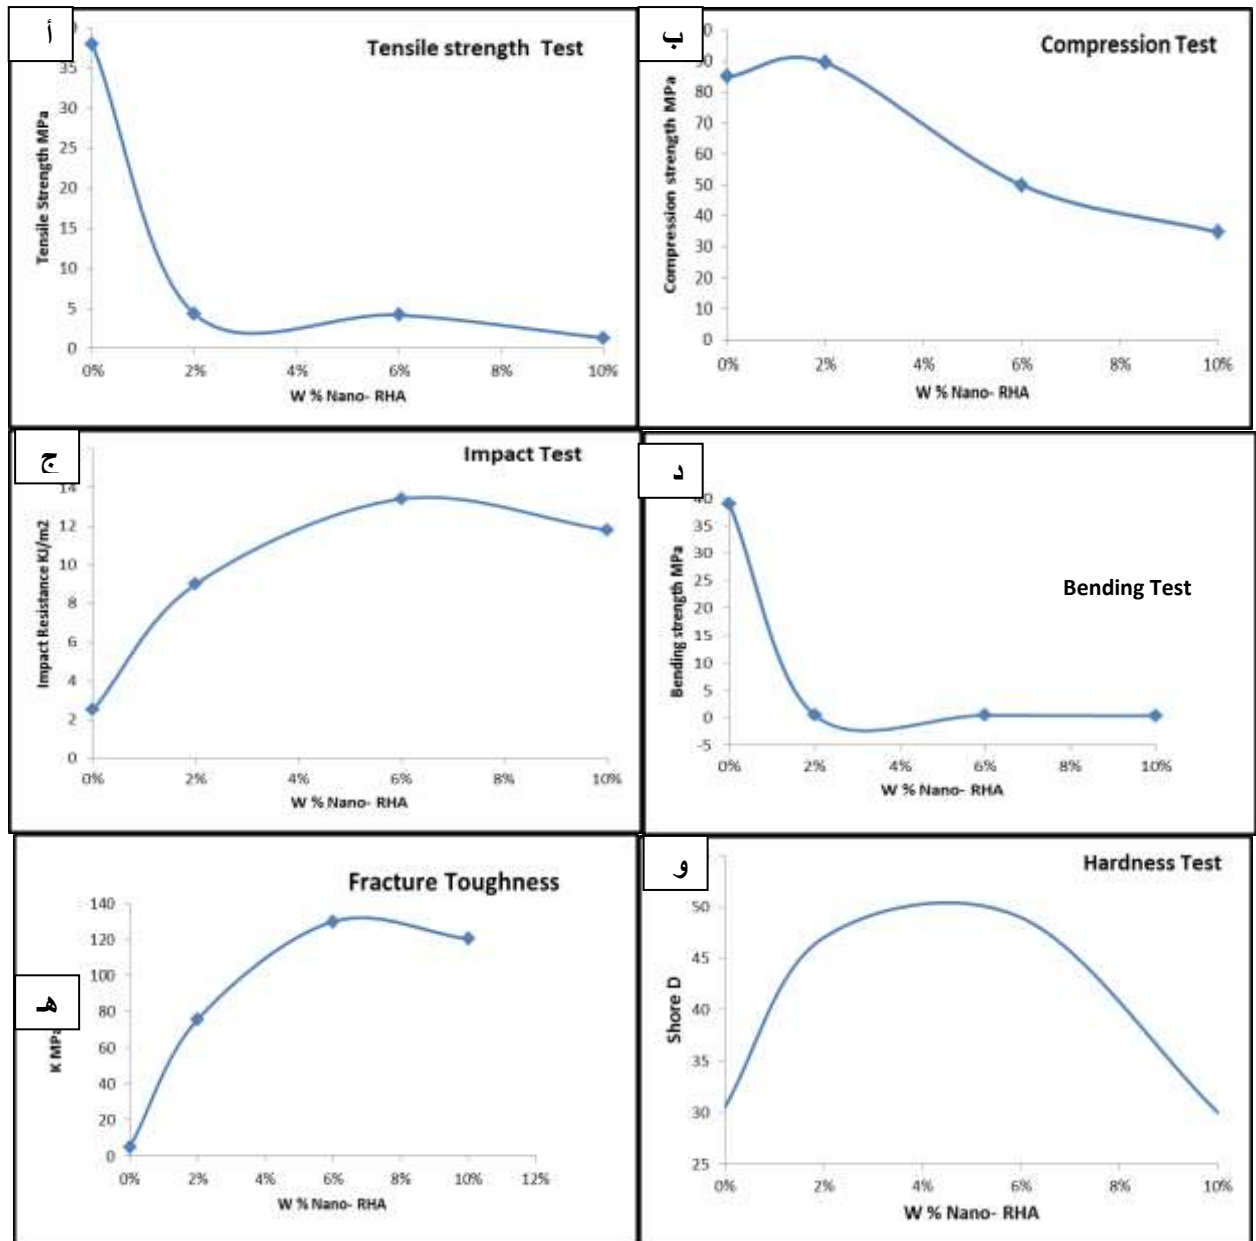 أ
Tensile strength Test
Tensile Strength MPa
35
30
25
20
15
10
5
0
0% 2% 4% 6% 8% 10%
W % Nano- RHA
ب
Compression Test
Compression strength MPa
90
80
70
60
50
40
30
20
10
0
0% 2% 4% 6% 8% 10%
W % Nano- RHA
ج
Impact Test
Impact Resistance KJ/m2
14
12
10
8
6
4
2
0
0% 2% 4% 6% 8% 10%
W % Nano- RHA
د
Bending Test
Bending strength MPa
40
35
30
25
20
15
10
5
0
-5
0% 2% 4% 6% 8% 10%
W % Nano- RHA
هـ
Fracture Toughness
K MPa
140
120
100
80
60
40
20
0
0% 2% 4% 6% 8% 10% 12%
W % Nano- RHA
و
Hardness Test
Shore D
50
45
40
35
30
25
0% 2% 4% 6% 8% 10%
W % Nano- RHA